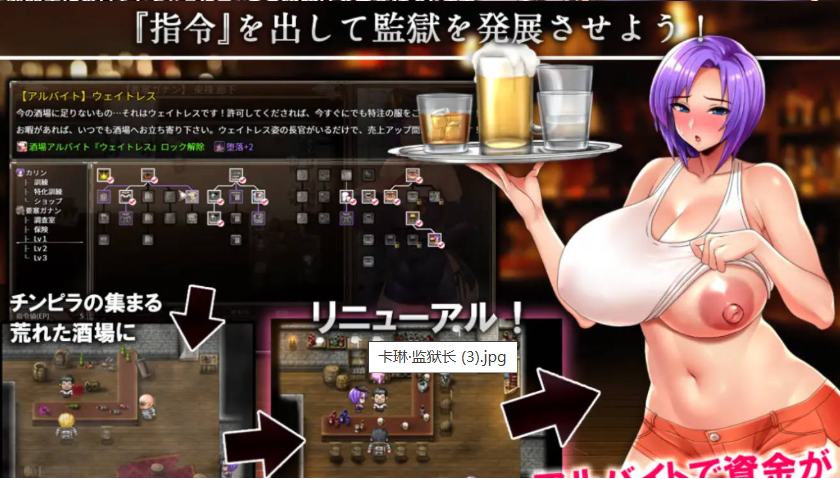 『指令』を出して監獄を発展させよう！
【アルバイト】ウェイトレス
今の酒場に足りないもの…それはウェイトレスです！許可してくだされば、今すぐにでも特注の服をご
お暇があれば、いつでも酒場へお立ち寄り下さい。ウェイトレス姿の長官がいるだけで、売上アップ間
酒場アルバイト『ウェイトレス』ロック解除 堕落+2
カリン
訓練
特化訓練
ショップ
要塞ガナン
調査室
保険
Lv1
Lv2
Lv3
チンピラの集まる
荒れた酒場に
リニューアル！
卡琳·监狱长 (3).jpg
アルバイトで資金が